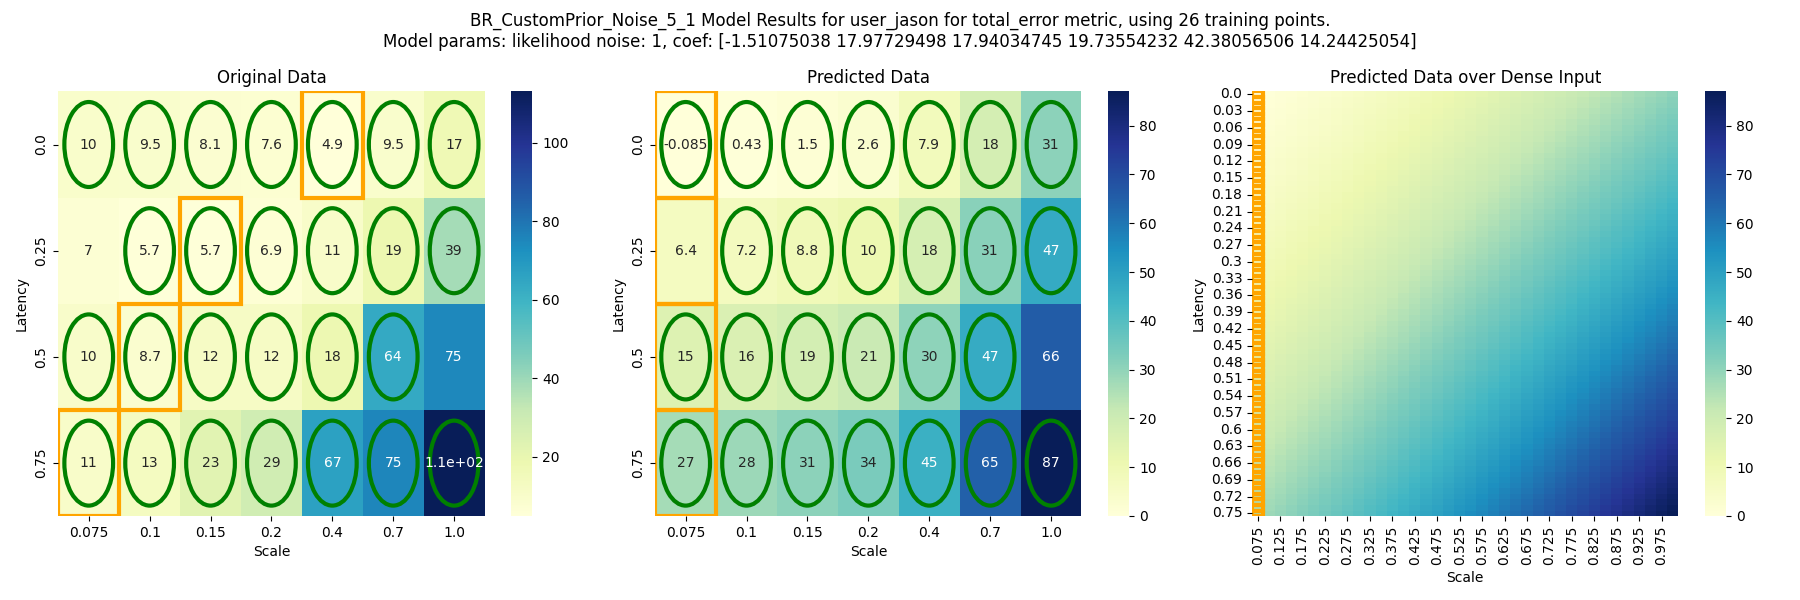 BR_CustomPrior_Noise_5_1 Model Results for user_jason for total_error metric, using 26 training points.
Model params: likelihood noise: 1, coef: [-1.51075038 17.97729498 17.94034745 19.73554232 42.38056506 14.24425054]
Original Data
Latency
0.0 10 9.5 8.1 7.6 4.9 9.5 17
0.25 7 5.7 5.7 6.9 11 19 39
0.5 10 8.7 12 12 18 64 75
0.75 11 13 23 29 67 75 1.1e+02
0.075 0.1 0.15 0.2 0.4 0.7 1.0
Scale
100
80
60
40
20
Predicted Data
Latency
0.0 -0.085 0.43 1.5 2.6 7.9 18 31
0.25 6.4 7.2 8.8 10 18 31 47
0.5 15 16 19 21 30 47 66
0.75 27 28 31 34 45 65 87
0.075 0.1 0.15 0.2 0.4 0.7 1.0
Scale
80
70
60
50
40
30
20
10
0
Predicted Data over Dense Input
Latency
0.0
0.03
0.06
0.09
0.12
0.15
0.18
0.21
0.24
0.27
0.3
0.33
0.36
0.39
0.42
0.45
0.48
0.51
0.54
0.57
0.6
0.63
0.66
0.69
0.72
0.75
0.075 0.125 0.175 0.225 0.275 0.325 0.375 0.425 0.475 0.525 0.575 0.625 0.675 0.725 0.775 0.825 0.875 0.925 0.975
Scale
80
70
60
50
40
30
20
10
0